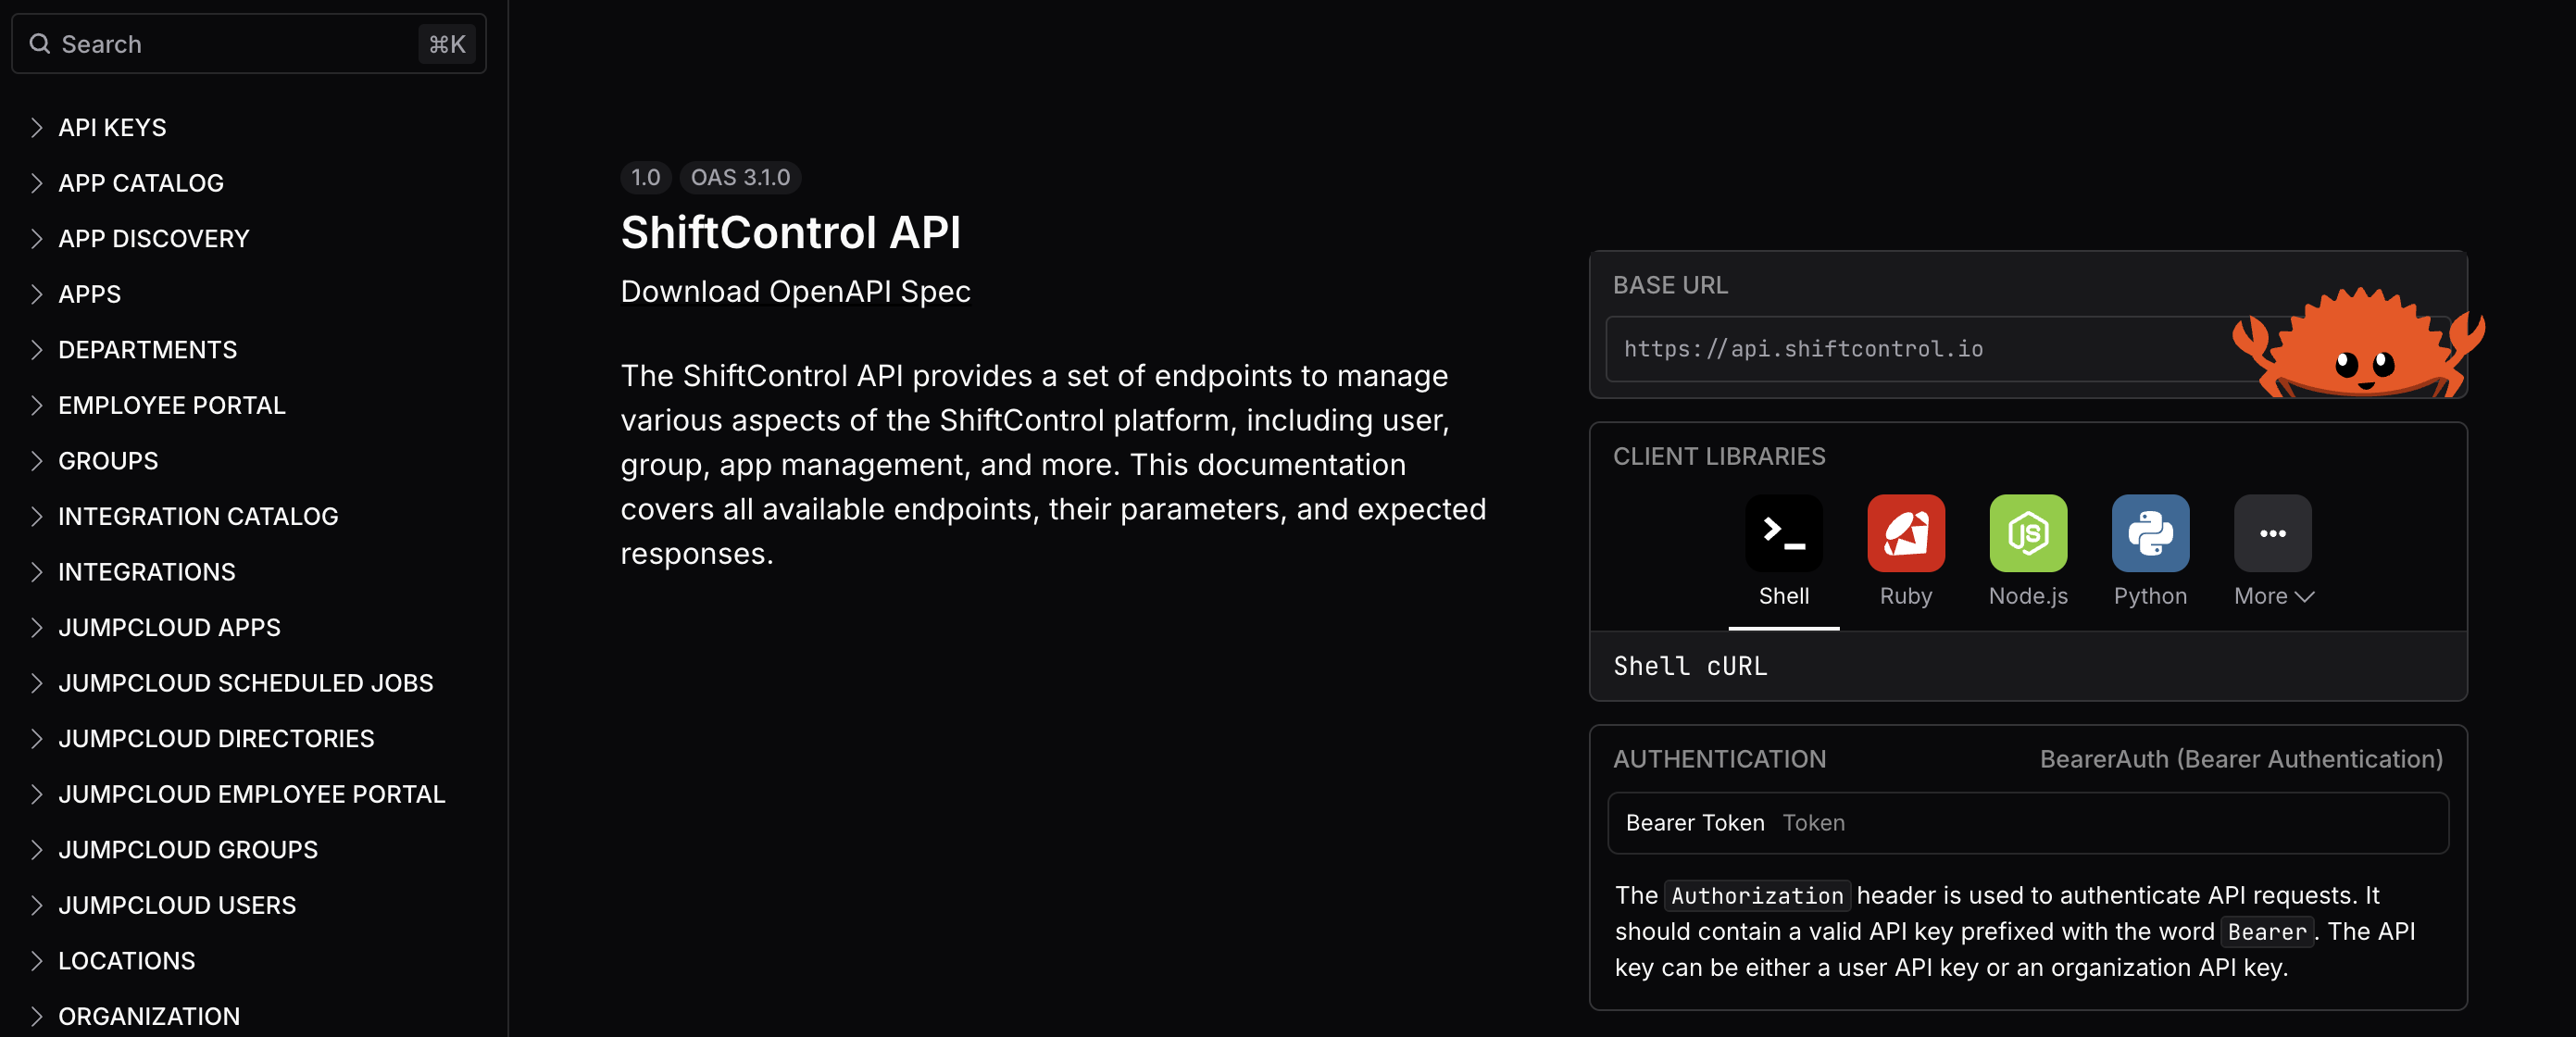 Search ⌘K
API KEYS
APP CATALOG
APP DISCOVERY
APPS
DEPARTMENTS
EMPLOYEE PORTAL
GROUPS
INTEGRATION CATALOG
INTEGRATIONS
JUMPCLOUD APPS
JUMPCLOUD SCHEDULED JOBS
JUMPCLOUD DIRECTORIES
JUMPCLOUD EMPLOYEE PORTAL
JUMPCLOUD GROUPS
JUMPCLOUD USERS
LOCATIONS
ORGANIZATION
1.0 OAS 3.1.0
ShiftControl API
Download OpenAPI Spec
The ShiftControl API provides a set of endpoints to manage
various aspects of the ShiftControl platform, including user,
group, app management, and more. This documentation
covers all available endpoints, their parameters, and expected
responses.
BASE URL
https://api.shiftcontrol.io
CLIENT LIBRARIES
JS
Shell Ruby Node.js Python More
Shell cURL
AUTHENTICATION BearerAuth (Bearer Authentication)
Bearer Token Token
The Authorization header is used to authenticate API requests. It
should contain a valid API key prefixed with the word Bearer. The API
key can be either a user API key or an organization API key.